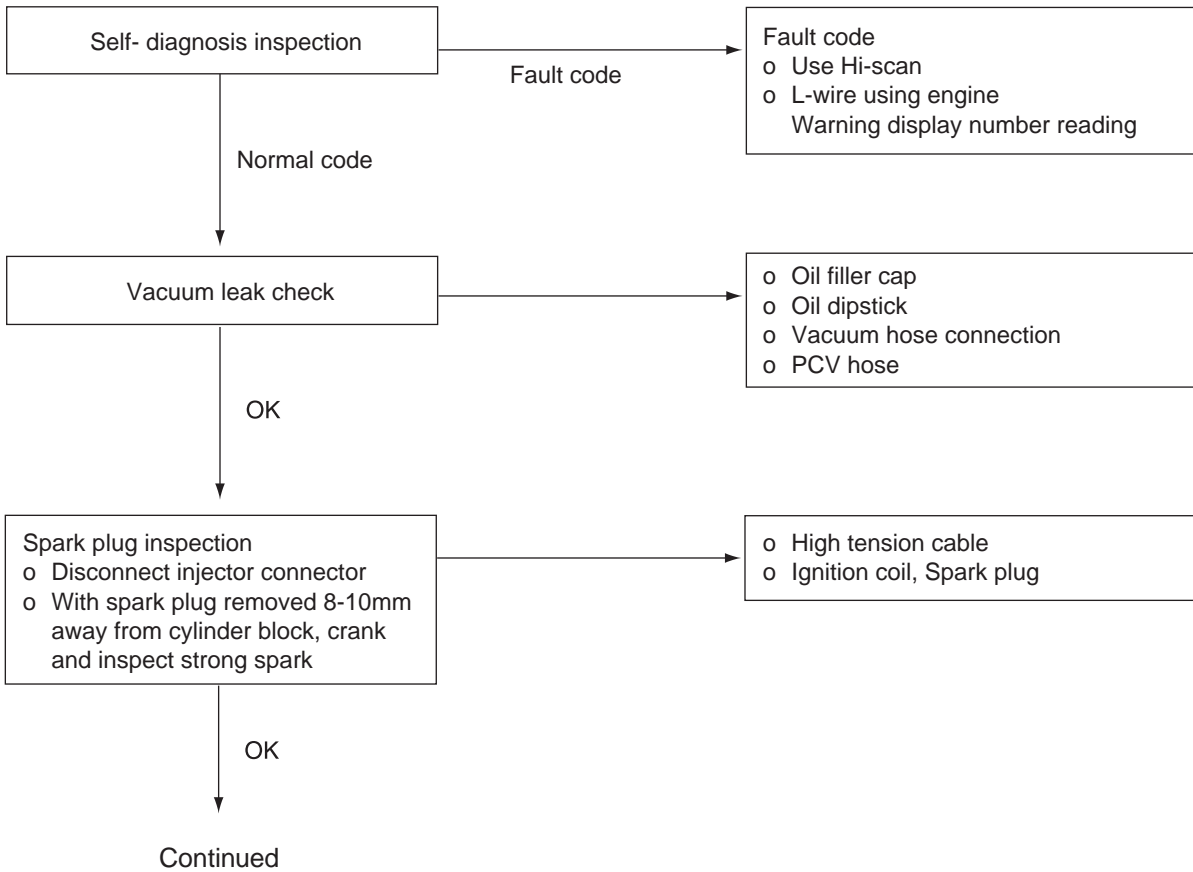 Self- diagnosis inspection
Fault code
Fault code
o Use Hi-scan
o L-wire using engine
Warning display number reading
Normal code
Vacuum leak check
o Oil filler cap
o Oil dipstick
o Vacuum hose connection
o PCV hose
OK
Spark plug inspection
o Disconnect injector connector
o With spark plug removed 8-10mm
away from cylinder block, crank
and inspect strong spark
o High tension cable
o Ignition coil, Spark plug
OK
Continued